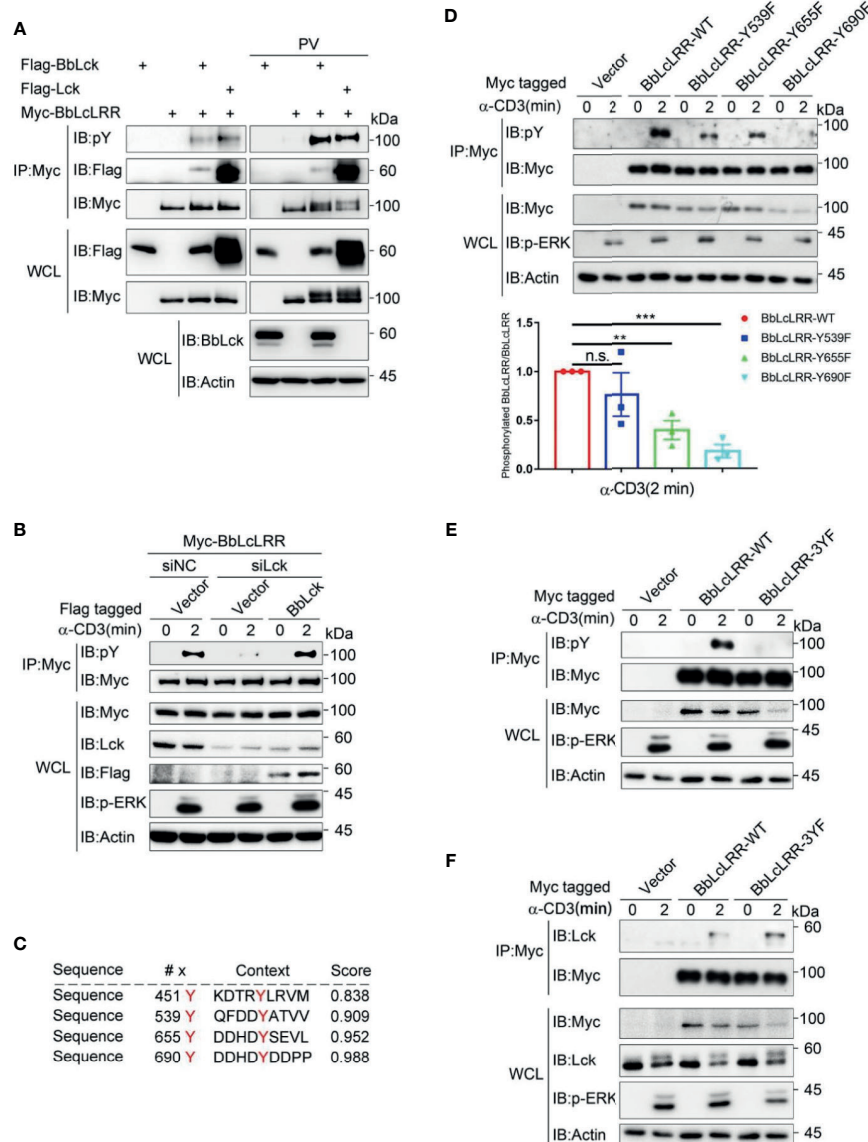 A
PV
Flag-BbLck + + + +
Flag-Lck + +
Myc-BbLcLRR + + + + + +
kDa
IP:Myc
IB:pY
100
IB:Flag
60
IB:Myc
100
WCL
IB:Flag
60
IB:Myc
100
WCL
IB:BbLck
60
IB:Actin
45
B
Myc-BbLcLRR
siNC siLck
Flag tagged Vector Vector BbLck
α-CD3(min) 0 2 0 2 0 2 kDa
IP:Myc
IB:pY
100
IB:Myc
100
WCL
IB:Myc
100
IB:Lck
60
IB:Flag
60
IB:p-ERK
45
IB:Actin
45
C
Sequence # x Context Score
Sequence 451 Y KDTRYLRVM 0.838
Sequence 539 Y QFDDYATVV 0.909
Sequence 655 Y DDHDYSEVL 0.952
Sequence 690 Y DDHDYDDPP 0.988
D
Myc tagged Vector BbLcLRR-WT BbLcLRR-Y539F BbLcLRR-Y655F BbLcLRR-Y690F
α-CD3(min) 0 2 0 2 0 2 0 2 0 2 kDa
IP:Myc
IB:pY
100
IB:Myc
100
WCL
IB:Myc
100
IB:p-ERK
45
IB:Actin
45
Phosphorylated BbLcLRR/BbLcLRR
1.5
1.0
0.5
0.0
***
**
n.s.
BbLcLRR-WT
BbLcLRR-Y539F
BbLcLRR-Y655F
BbLcLRR-Y690F
α-CD3(2 min)
E
Myc tagged Vector BbLcLRR-WT BbLcLRR-3YF
α-CD3(min) 0 2 0 2 0 2 kDa
IP:Myc
IB:pY
100
IB:Myc
100
WCL
IB:Myc
100
IB:p-ERK
45
IB:Actin
45
F
Myc tagged Vector BbLcLRR-WT BbLcLRR-3YF
α-CD3(min) 0 2 0 2 0 2 kDa
IP:Myc
IB:Lck
60
IB:Myc
100
WCL
IB:Myc
100
IB:Lck
60
IB:p-ERK
45
IB:Actin
45